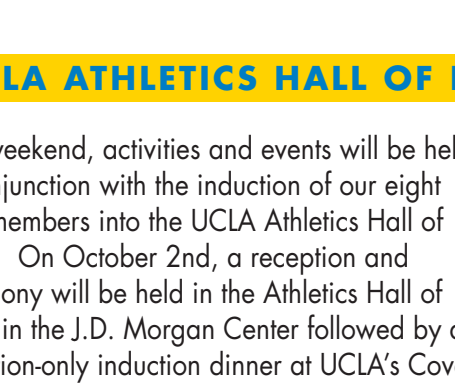 LA ATHLETICS HALL OF
weekend, activities and events will be
junction with the induction of our eight
members into the UCLA Athletics Hall of
On October 2nd, a reception and
ony will be held in the Athletics Hall of
in the J.D. Morgan Center followed by
ion-only induction dinner at UCLA's